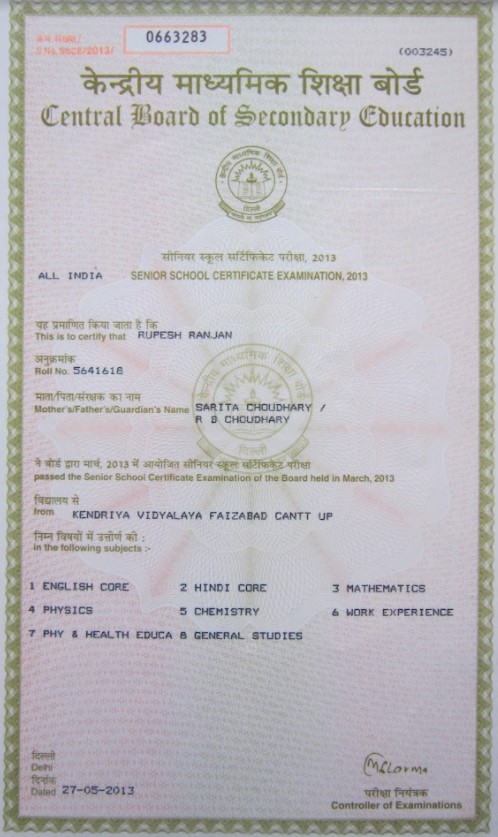 क्रम संख्या/
S.No. SSCE/2013/ 0663283
(003245)
केन्द्रीय माध्यमिक शिक्षा बोर्ड
Central Board of Secondary Education
सीनियर स्कूल सर्टिफिकेट परीक्षा, 2013
ALL INDIA SENIOR SCHOOL CERTIFICATE EXAMINATION, 2013
यह प्रमाणित किया जाता है कि
This is to certify that RUPESH RANJAN
अनुक्रमांक
Roll No. 5641618
माता/पिता/संरक्षक का नाम
Mother's/Father's/Guardian's Name SARITA CHOUDHARY /
R B CHOUDHARY
ने बोर्ड द्वारा मार्च, 2013 में आयोजित सीनियर स्कूल सर्टिफिकेट परीक्षा
passed the Senior School Certificate Examination of the Board held in March, 2013
विद्यालय से
from KENDRIYA VIDYALAYA FAIZABAD CANTT UP
निम्न विषयों में उत्तीर्ण की :
in the following subjects :-
1 ENGLISH CORE 2 HINDI CORE 3 MATHEMATICS
4 PHYSICS 5 CHEMISTRY 6 WORK EXPERIENCE
7 PHY & HEALTH EDUCA 8 GENERAL STUDIES
दिल्ली
Delhi
दिनांक
Dated 27-05-2013
परीक्षा नियंत्रक
Controller of Examinations